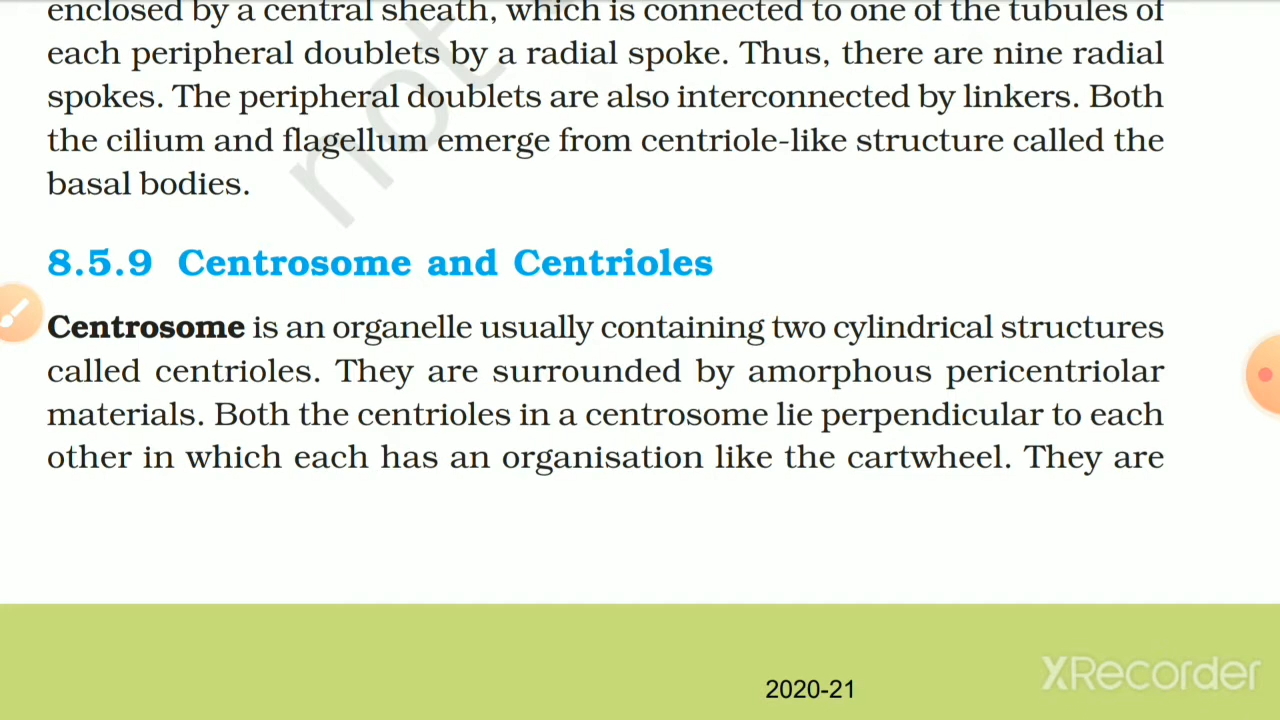 enclosed by a central sheath, which is connected to one of the tubules of
each peripheral doublets by a radial spoke. Thus, there are nine radial
spokes. The peripheral doublets are also interconnected by linkers. Both
the cilium and flagellum emerge from centriole-like structure called the
basal bodies.
not
8.5.9 Centrosome and Centrioles
Centrosome is an organelle usually containing two cylindrical structures
called centrioles. They are surrounded by amorphous pericentriolar
materials. Both the centrioles in a centrosome lie perpendicular to each
other in which each has an organisation like the cartwheel. They are
2020-21
XRecorder